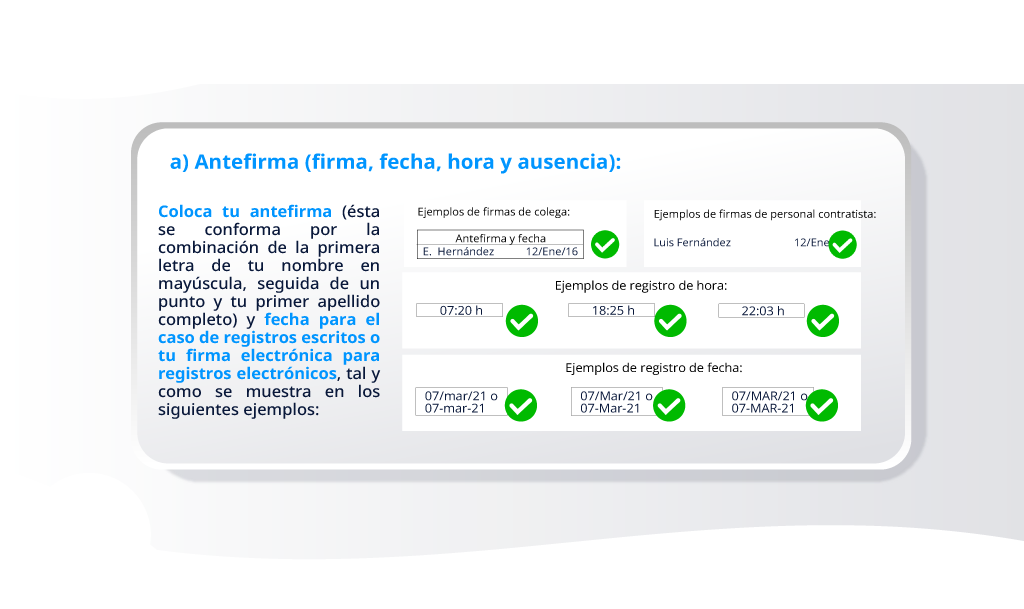 a) Antefirma (firma, fecha, hora y ausencia):
Coloca tu antefirma (ésta
se conforma por la
combinación de la primera
letra de tu nombre en
mayúscula, seguida de un
punto y tu primer apellido
completo) y fecha para el
caso de registros escritos o
tu firma electrónica para
registros electrónicos, tal y
como se muestra en los
siguientes ejemplos:
Ejemplos de firmas de colega:
Antefirma y fecha
E. Hernández 12/Ene/16
Ejemplos de firmas de personal contratista:
Luis Fernández 12/Ene
Ejemplos de registro de hora:
07:20 h 18:25 h 22:03 h
Ejemplos de registro de fecha:
07/mar/21 o
07-mar-21
07/Mar/21 o
07-Mar-21
07/MAR/21 o
07-MAR-21